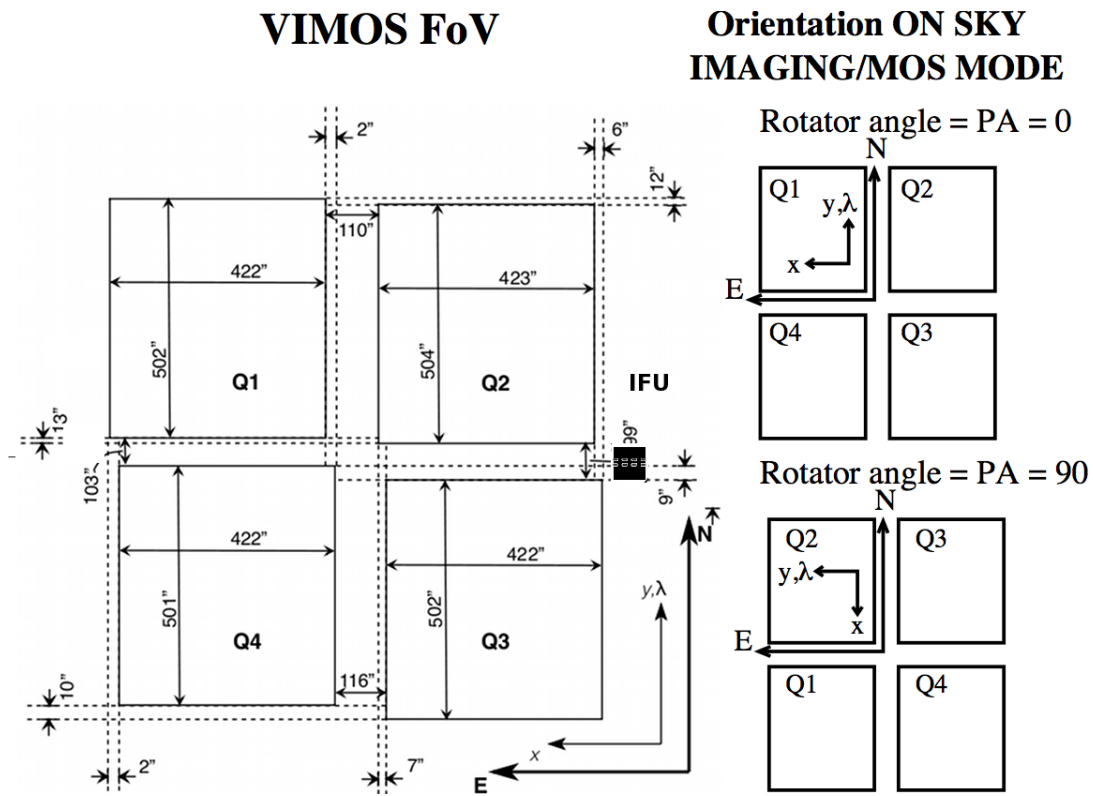 VIMOS FoV
Orientation ON SKY
IMAGING/MOS MODE
Rotator angle = PA = 0
2”
6”
12”
110”
422”
423”
502”
504”
Q1
Q2
IFU
13”
99”
103”
9”
422”
422”
501”
502”
Q4
Q3
116”
10”
2”
7”
N
y,λ
x
E
N
Q1
Q2
y,λ
x
E
Q4
Q3
Rotator angle = PA = 90
N
Q2
Q3
y,λ
x
E
Q1
Q4